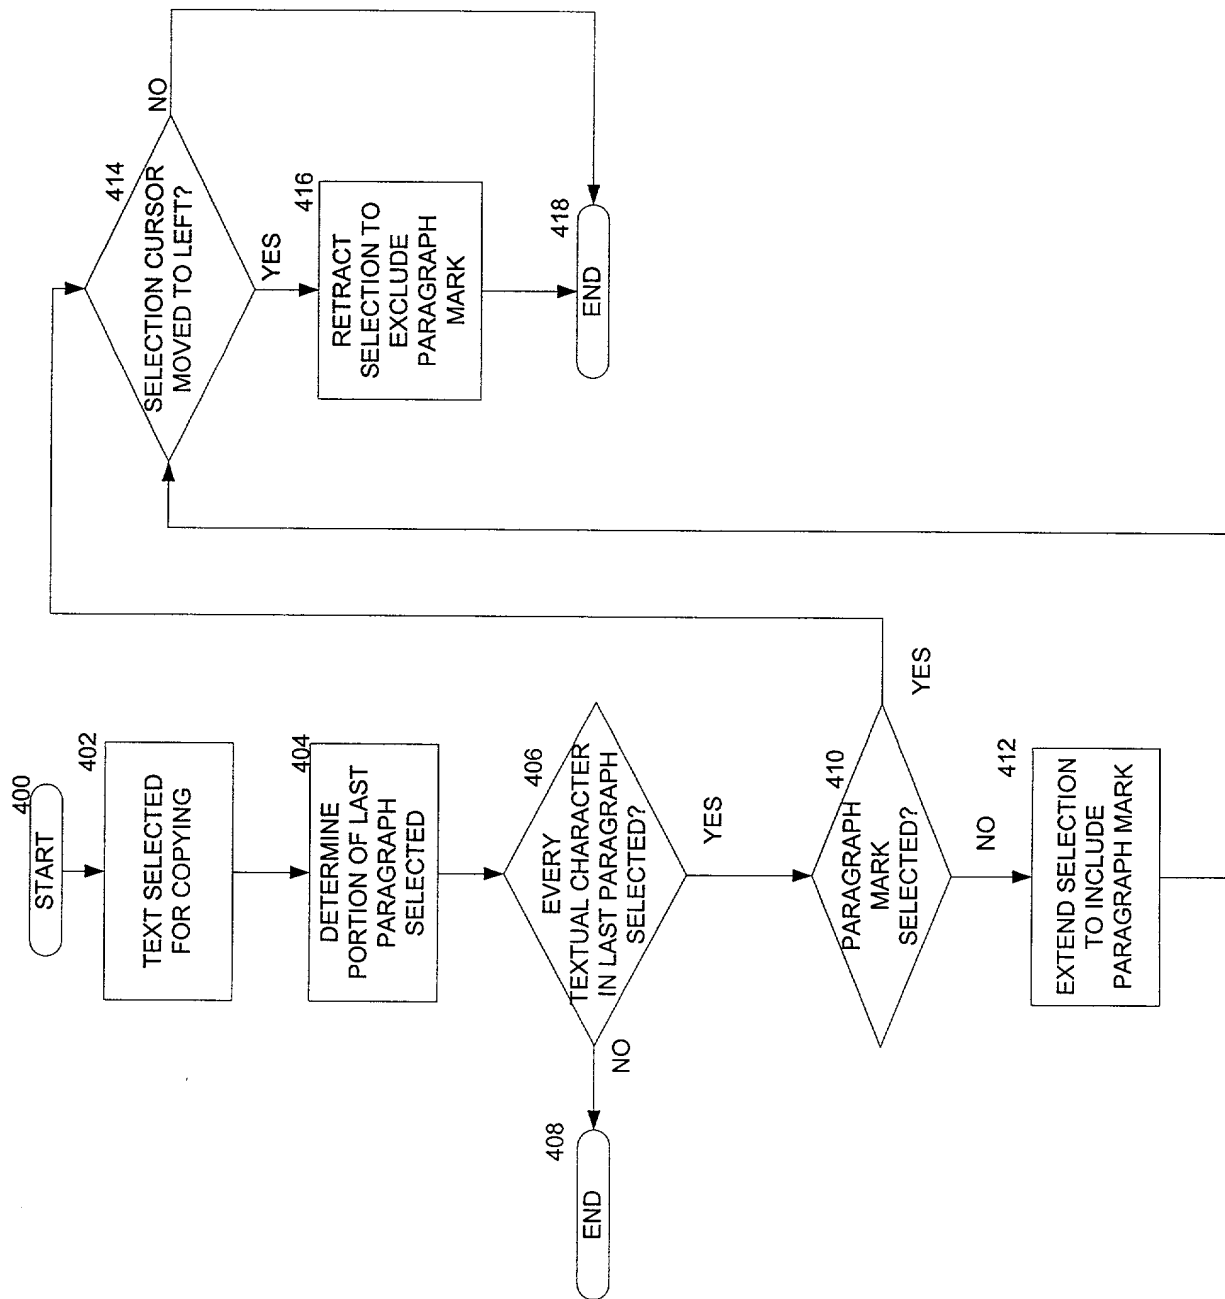 400
START
402
TEXT SELECTED
FOR COPYING
404
DETERMINE
PORTION OF LAST
PARAGRAPH
SELECTED
406
EVERY
TEXTUAL CHARACTER
IN LAST PARAGRAPH
SELECTED?
NO
YES
408
END
410
PARAGRAPH
MARK
SELECTED?
YES
NO
412
EXTEND SELECTION
TO INCLUDE
PARAGRAPH MARK
414
SELECTION CURSOR
MOVED TO LEFT?
NO
YES
416
RETRACT
SELECTION TO
EXCLUDE
PARAGRAPH
MARK
418
END